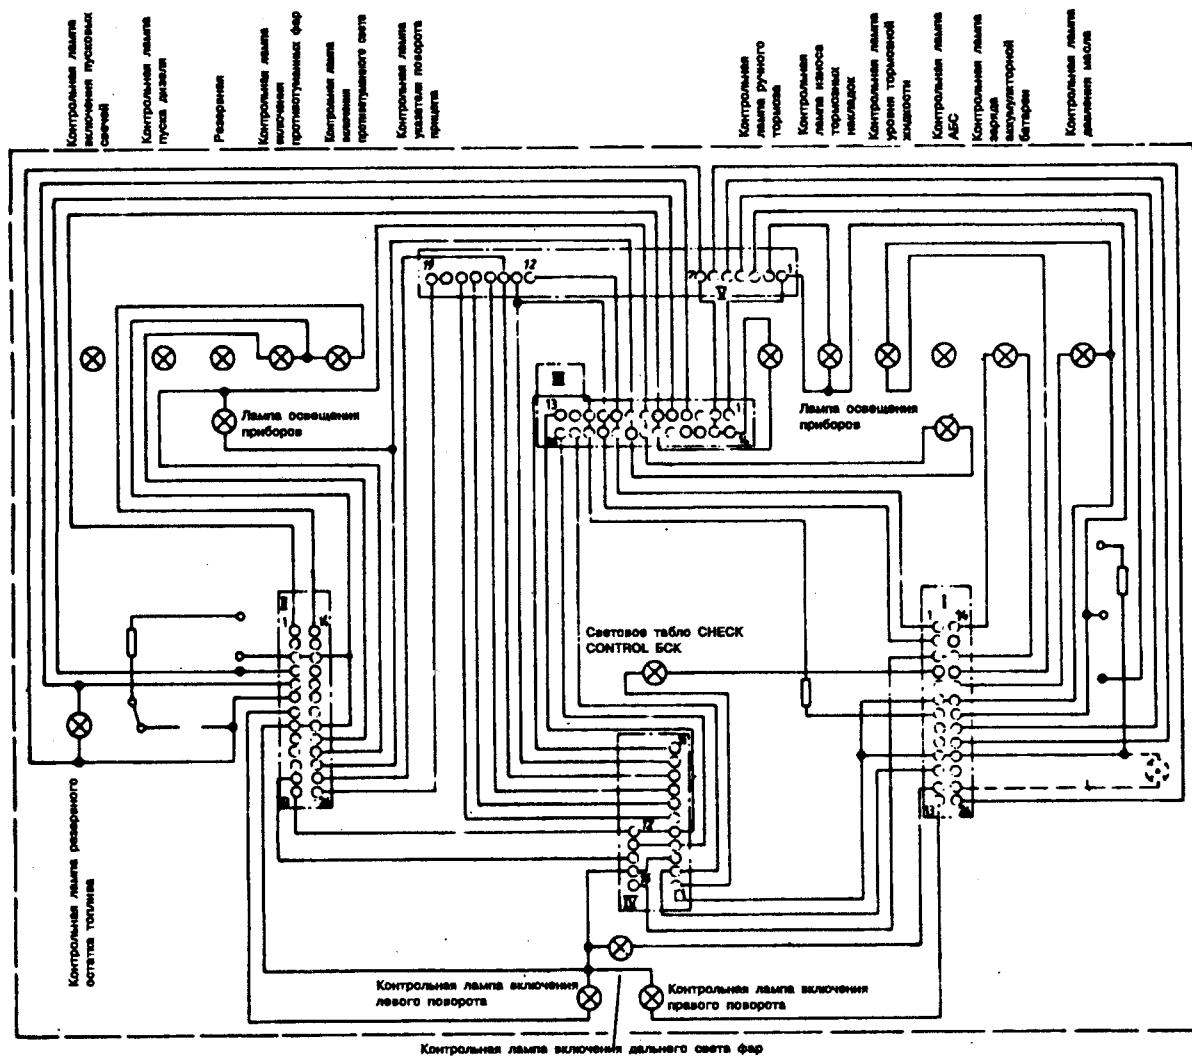 Контрольная лампа
включения пусковых
свечей
Контрольная лампа
пуска дизеля
Резервная
Контрольная лампа
включения
противотуманных фар
Контрольная лампа
включения
противотуманного света
Контрольная лампа
указателя поворота
прицепа
Контрольная
лампа ручного
тормоза
Контрольная
лампа износа
тормозных
накладок
Контрольная лампа
уровня тормозной
жидкости
Контрольная лампа
АБС
Контрольная лампа
заряда
аккумуляторной
батареи
Контрольная лампа
давления масла
19
12
1
V
III
13
1
Лампа освещения
приборов
Лампа освещения
приборов
II
1
I
1
Световое табло CHECK
CONTROL БСК
IV
13
Контрольная лампа резервного
остатка топлива
Контрольная лампа включения
левого поворота
Контрольная лампа включения
правого поворота
Контрольная лампа включения дальнего света фар